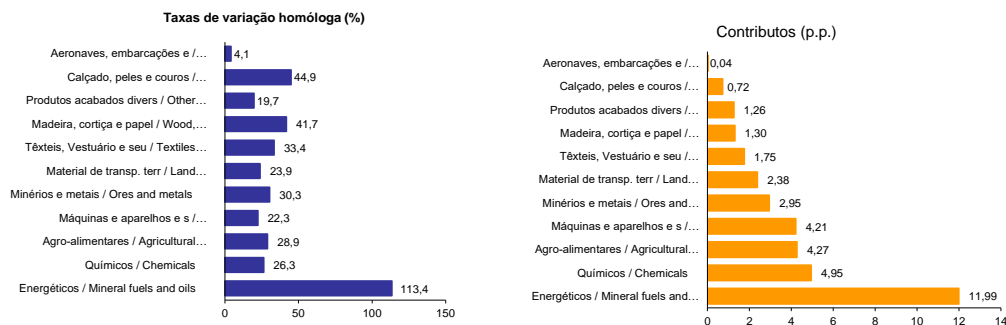 Taxas de variação homóloga (%)
Aeronaves, embarcações e /...
4,1
Calçado, peles e couros /...
44,9
Produtos acabados divers / Other...
19,7
Madeira, cortiça e papel / Wood,...
41,7
Têxteis, Vestuário e seu / Textiles...
33,4
Material de transp. terr / Land...
23,9
Minérios e metais / Ores and metals
30,3
Máquinas e aparelhos e s /...
22,3
Agro-alimentares / Agricultural...
28,9
Químicos / Chemicals
26,3
Energéticos / Mineral fuels and oils
113,4
0 50 100 150
Contributos (p.p.)
Aeronaves, embarcações e /...
0,04
Calçado, peles e couros /...
0,72
Produtos acabados divers /...
1,26
Madeira, cortiça e papel /...
1,30
Têxteis, Vestuário e seu /...
1,75
Material de transp. terr / Land...
2,38
Minérios e metais / Ores and...
2,95
Máquinas e aparelhos e s /...
4,21
Agro-alimentares / Agricultural...
4,27
Químicos / Chemicals
4,95
Energéticos / Mineral fuels and...
11,99
0 2 4 6 8 10 12 14